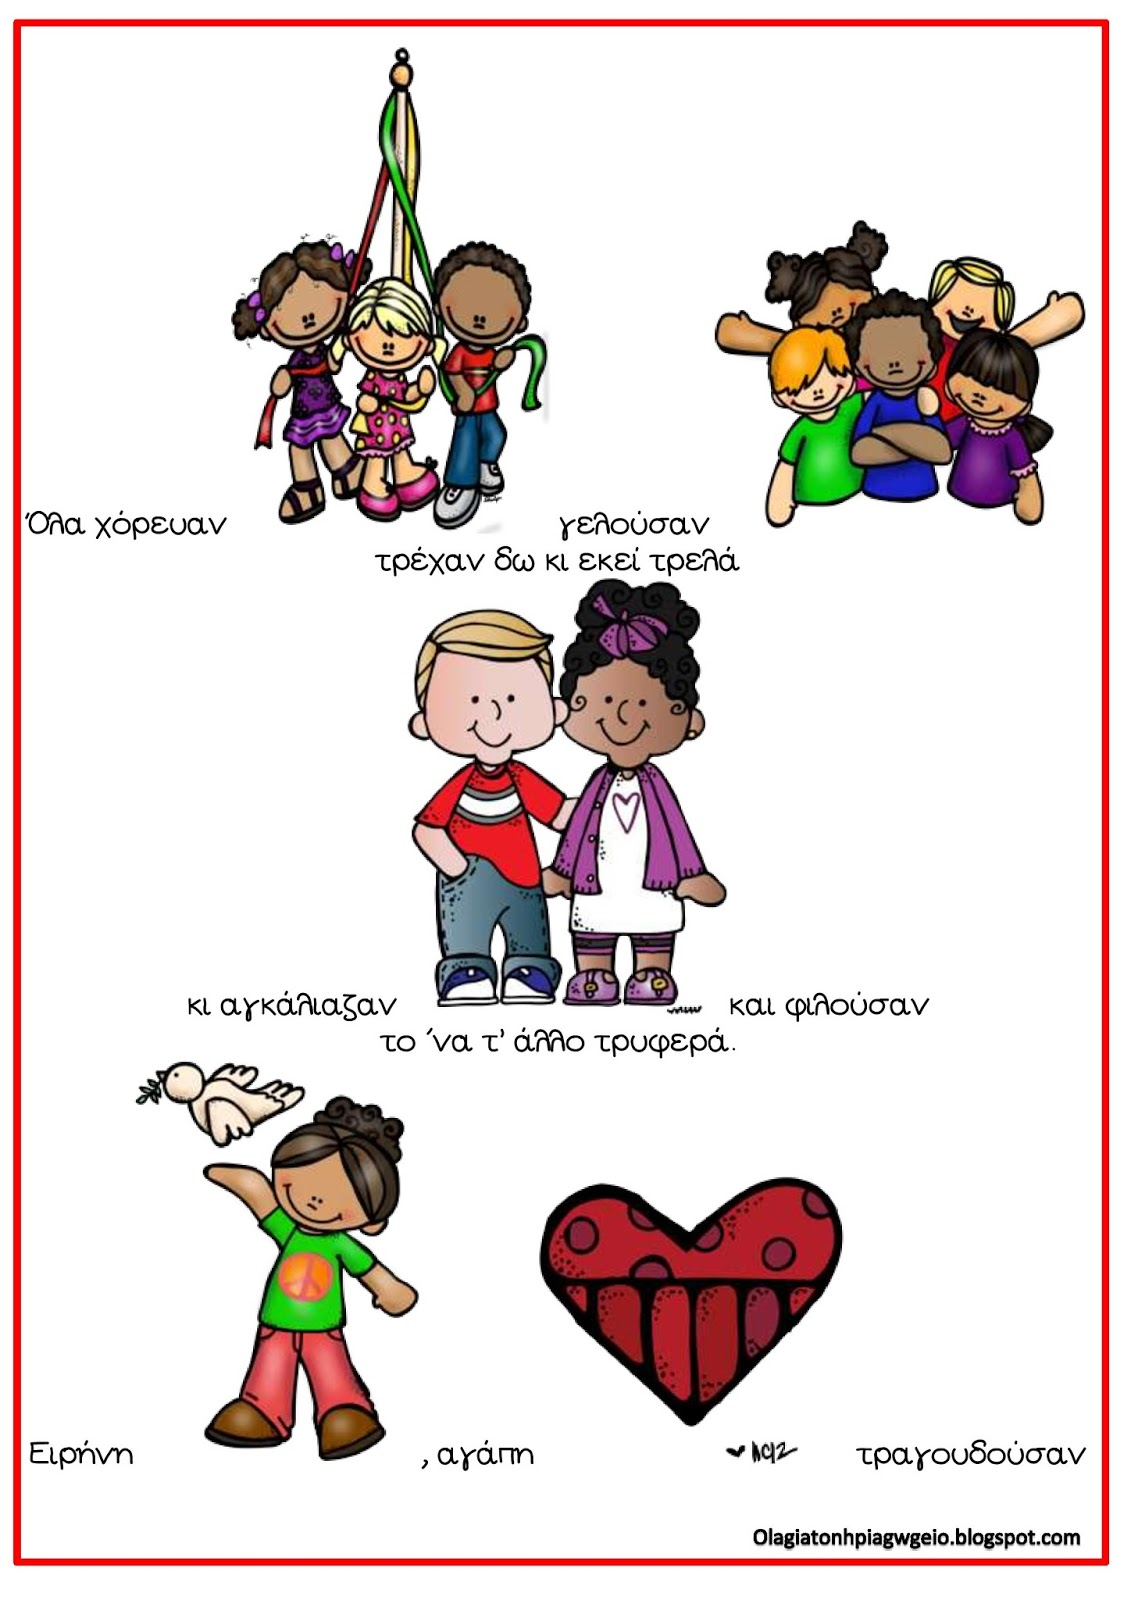 Όλα χόρευαν γελούσαν
τρέχαν δω κι εκεί τρελά
κι αγκάλιαζαν και φιλούσαν
το ΄να τ' άλλο τρυφερά.
Ειρήνη , αγάπη τραγουδούσαν
Olagiatonhpiagwgeio.blogspot.com